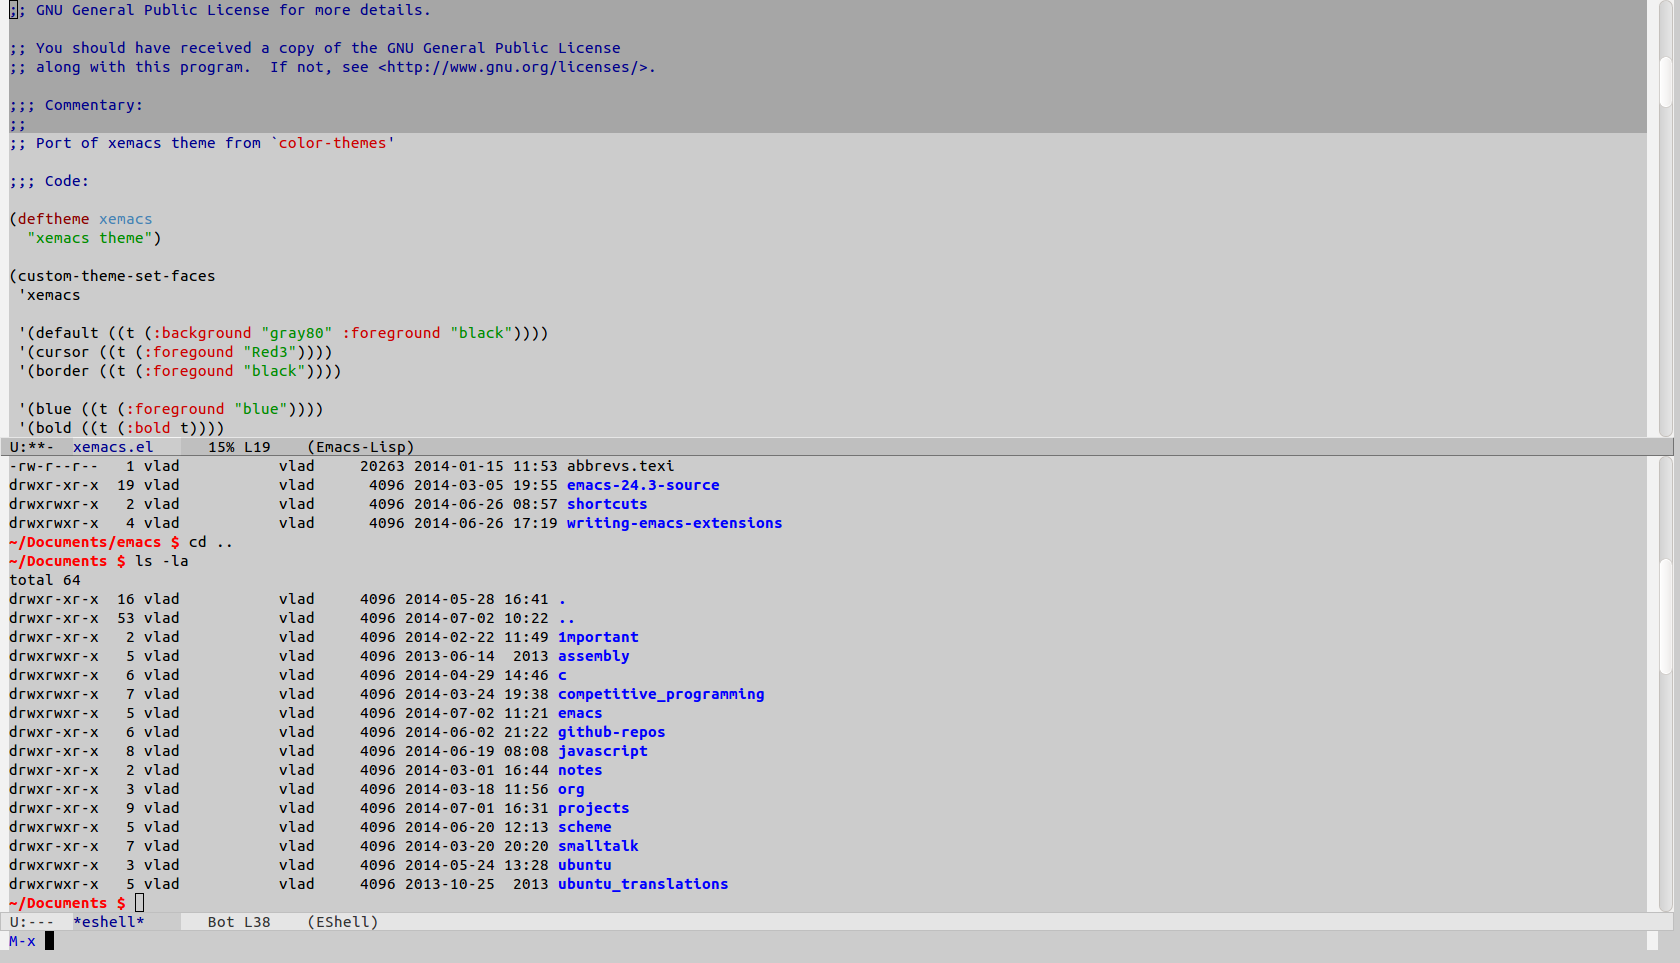 ;; GNU General Public License for more details.
;; You should have received a copy of the GNU General Public License
;; along with this program.  If not, see <http://www.gnu.org/licenses/>.
;;; Commentary:
;;
;; Port of xemacs theme from `color-themes'
;;; Code:
(deftheme xemacs
  "xemacs theme")
(custom-theme-set-faces
 'xemacs
 '(default ((t (:background "gray80" :foreground "black"))))
 '(cursor ((t (:foregound "Red3"))))
 '(border ((t (:foregound "black"))))
 '(blue ((t (:foreground "blue"))))
 '(bold ((t (:bold t))))
U:**-  xemacs.el      15% L19    (Emacs-Lisp)
-rw-r--r--   1 vlad           vlad     20263 2014-01-15 11:53 abbrevs.texi
drwxr-xr-x  19 vlad           vlad      4096 2014-03-05 19:55 emacs-24.3-source
drwxrwxr-x   2 vlad           vlad      4096 2014-06-26 08:57 shortcuts
drwxrwxr-x   4 vlad           vlad      4096 2014-06-26 17:19 writing-emacs-extensions
~/Documents/emacs $ cd ..
~/Documents $ ls -la
total 64
drwxr-xr-x  16 vlad           vlad     4096 2014-05-28 16:41 .
drwxr-xr-x  53 vlad           vlad     4096 2014-07-02 10:22 ..
drwxr-xr-x   2 vlad           vlad     4096 2014-02-22 11:49 1mportant
drwxrwxr-x   5 vlad           vlad     4096 2013-06-14  2013 assembly
drwxr-xr-x   6 vlad           vlad     4096 2014-04-29 14:46 c
drwxrwxr-x   7 vlad           vlad     4096 2014-03-24 19:38 competitive_programming
drwxrwxr-x   5 vlad           vlad     4096 2014-07-02 11:21 emacs
drwxr-xr-x   6 vlad           vlad     4096 2014-06-02 21:22 github-repos
drwxr-xr-x   8 vlad           vlad     4096 2014-06-19 08:08 javascript
drwxr-xr-x   2 vlad           vlad     4096 2014-03-01 16:44 notes
drwxr-xr-x   3 vlad           vlad     4096 2014-03-18 11:56 org
drwxr-xr-x   9 vlad           vlad     4096 2014-07-01 16:31 projects
drwxrwxr-x   5 vlad           vlad     4096 2014-06-20 12:13 scheme
drwxrwxr-x   7 vlad           vlad     4096 2014-03-20 20:20 smalltalk
drwxrwxr-x   3 vlad           vlad     4096 2014-05-24 13:28 ubuntu
drwxrwxr-x   5 vlad           vlad     4096 2013-10-25  2013 ubuntu_translations
~/Documents $
U:---  *eshell*       Bot L38    (EShell)
M-x